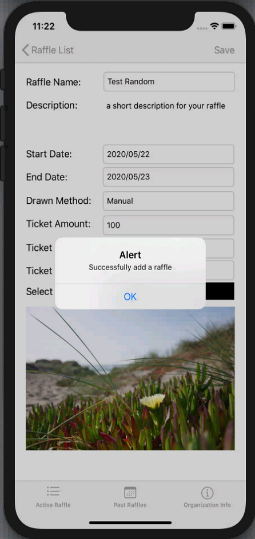 11:22
Raffle List Save
Raffle Name: Test Random
Description: a short description for your raffle
Start Date: 2020/05/22
End Date: 2020/05/23
Drawn Method: Manual
Ticket Amount: 100
Ticket
Alert
Successfully add a raffle
Ticket
OK
Select
Active Raffle Past Raffles Organization Info